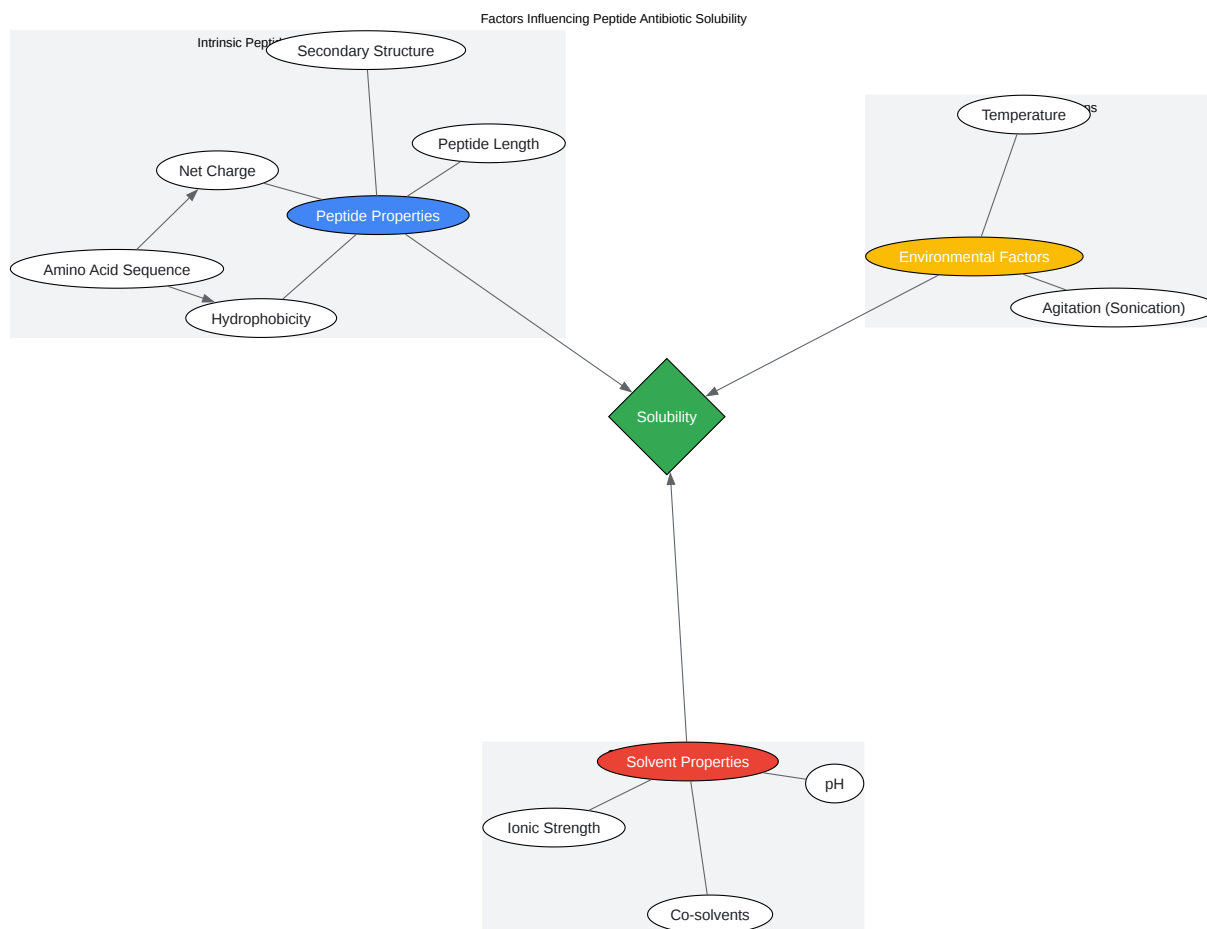 Factors Influencing Peptide Antibiotic Solubility
Intrinsic
Secondary Structure
Peptide Length
Net Charge
Peptide Properties
Amino Acid Sequence
Hydrophobicity
Temperature
Environmental Factors
Agitation (Sonication)
Solubility
Solvent Properties
pH
Ionic Strength
Co-solvents